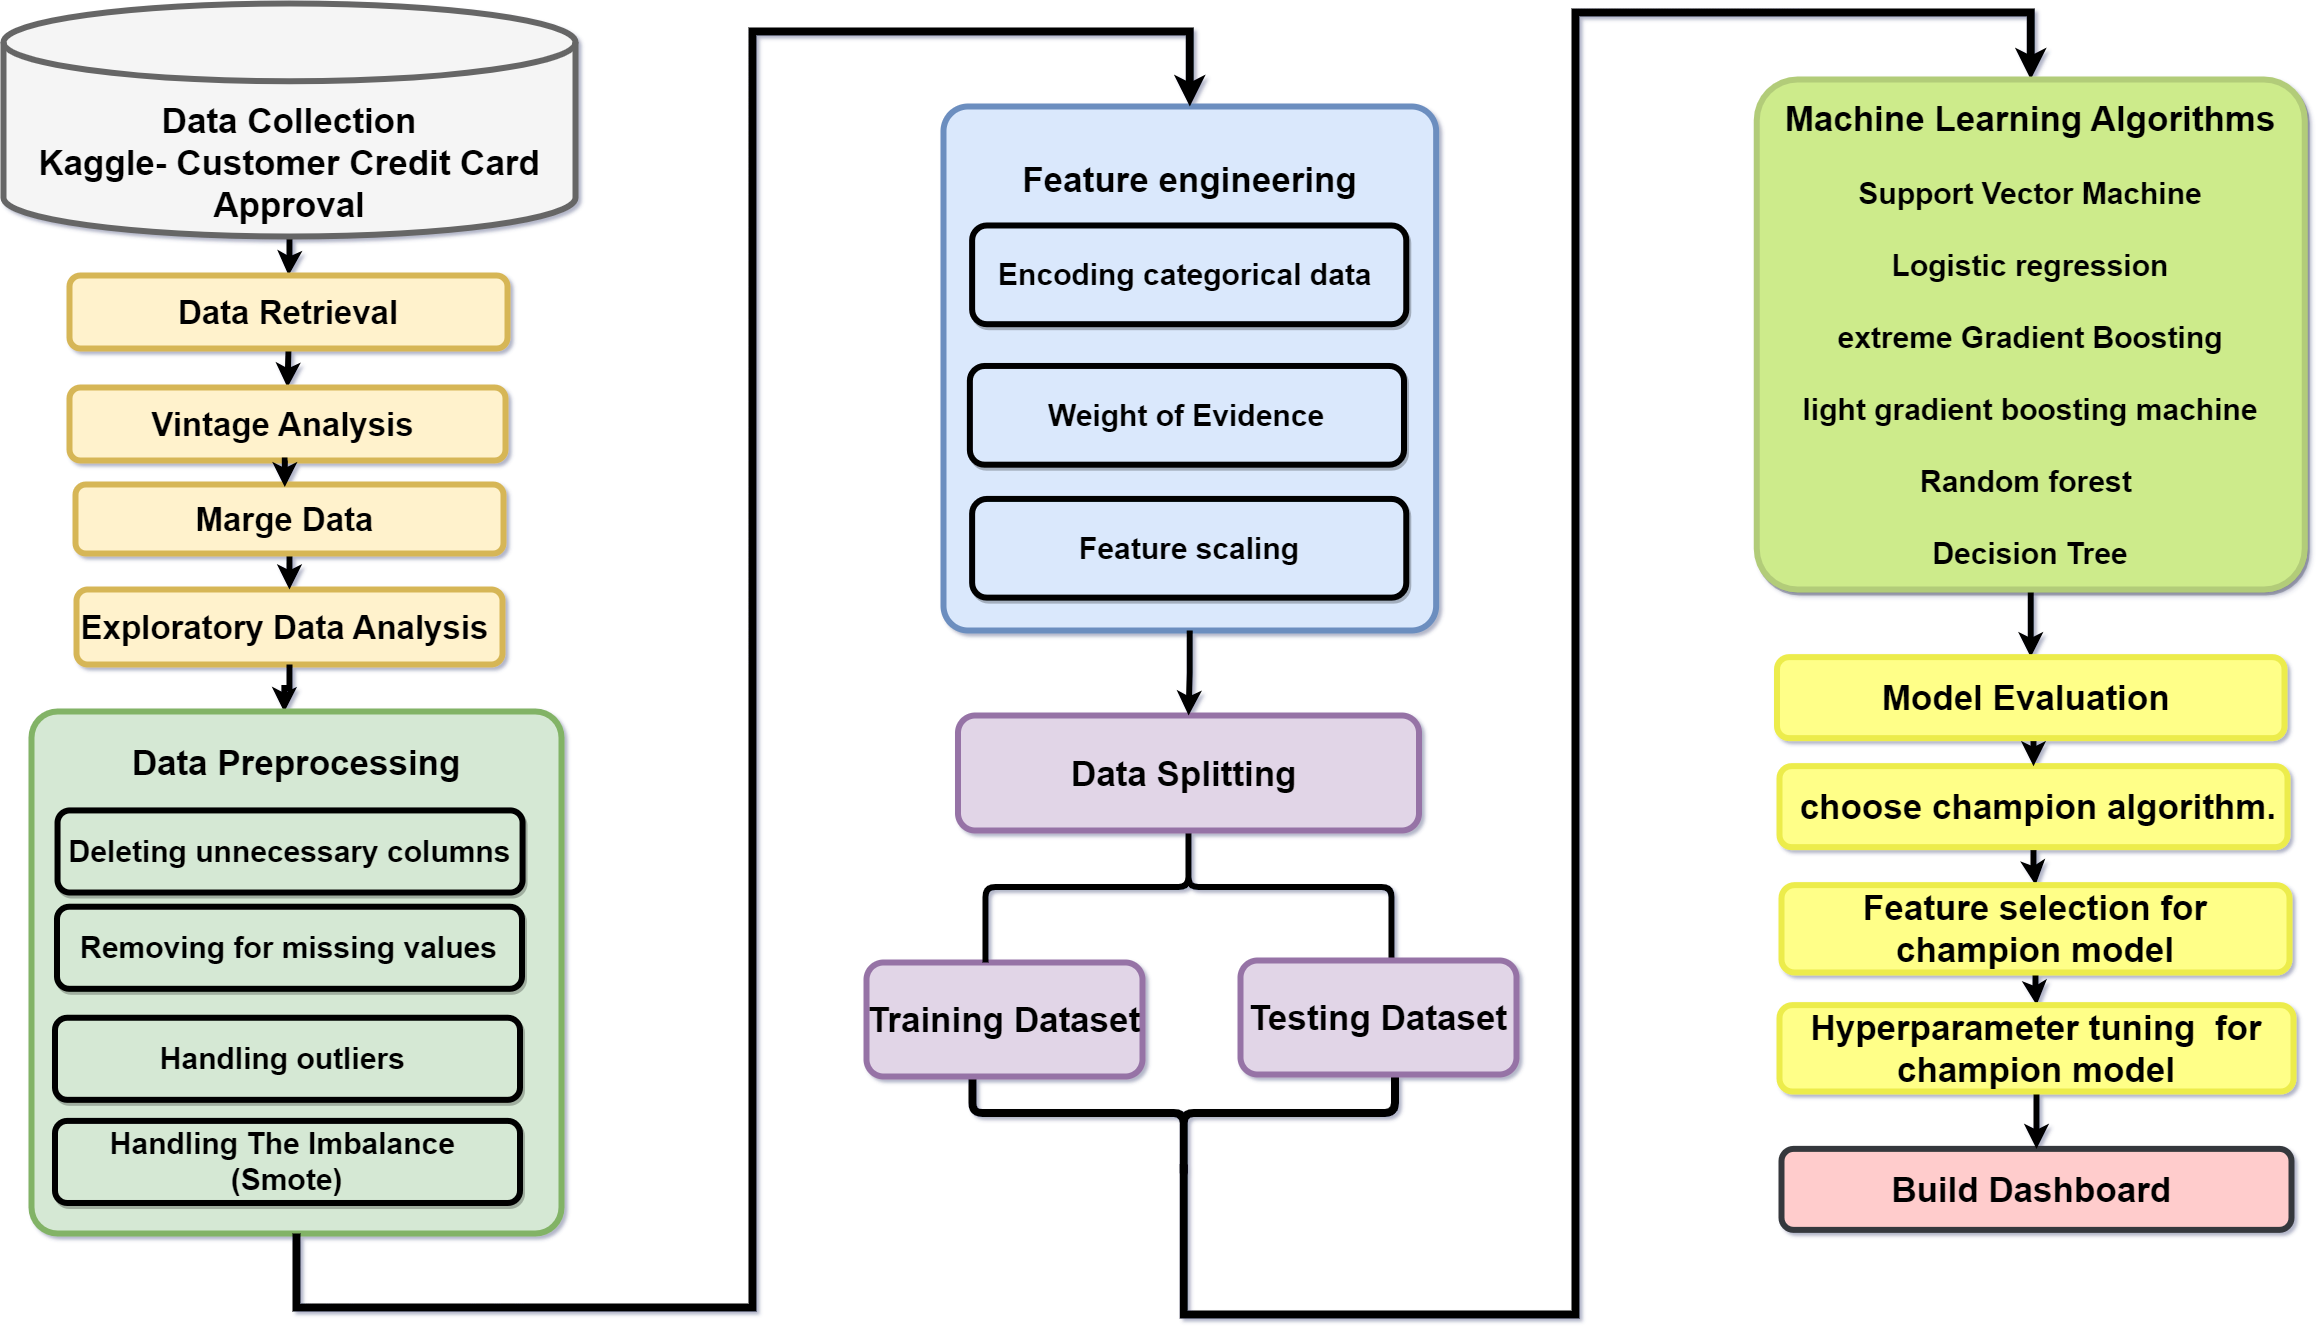 Data Collection
Kaggle- Customer Credit Card
Approval
Data Retrieval
Vintage Analysis
Marge Data
Exploratory Data Analysis
Data Preprocessing
Deleting unnecessary columns
Removing for missing values
Handling outliers
Handling The Imbalance
(Smote)
Feature engineering
Encoding categorical data
Weight of Evidence
Feature scaling
Data Splitting
Training Dataset
Testing Dataset
Machine Learning Algorithms
Support Vector Machine
Logistic regression
extreme Gradient Boosting
light gradient boosting machine
Random forest
Decision Tree
Model Evaluation
choose champion algorithm.
Feature selection for
champion model
Hyperparameter tuning  for
champion model
Build Dashboard